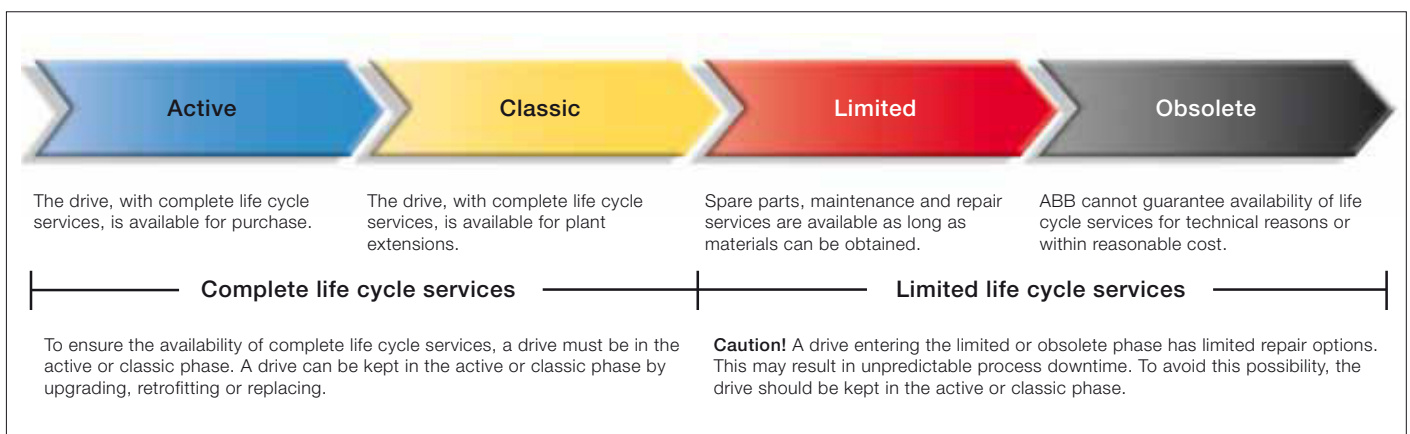 Active
Classic
Limited
Obsolete
The drive, with complete life cycle
services, is available for purchase.
The drive, with complete life cycle
services, is available for plant
extensions.
Spare parts, maintenance and repair
services are available as long as
materials can be obtained.
ABB cannot guarantee availability of life
cycle services for technical reasons or
within reasonable cost.
Complete life cycle services
Limited life cycle services
To ensure the availability of complete life cycle services, a drive must be in the
active or classic phase. A drive can be kept in the active or classic phase by
upgrading, retrofitting or replacing.
Caution! A drive entering the limited or obsolete phase has limited repair options.
This may result in unpredictable process downtime. To avoid this possibility, the
drive should be kept in the active or classic phase.